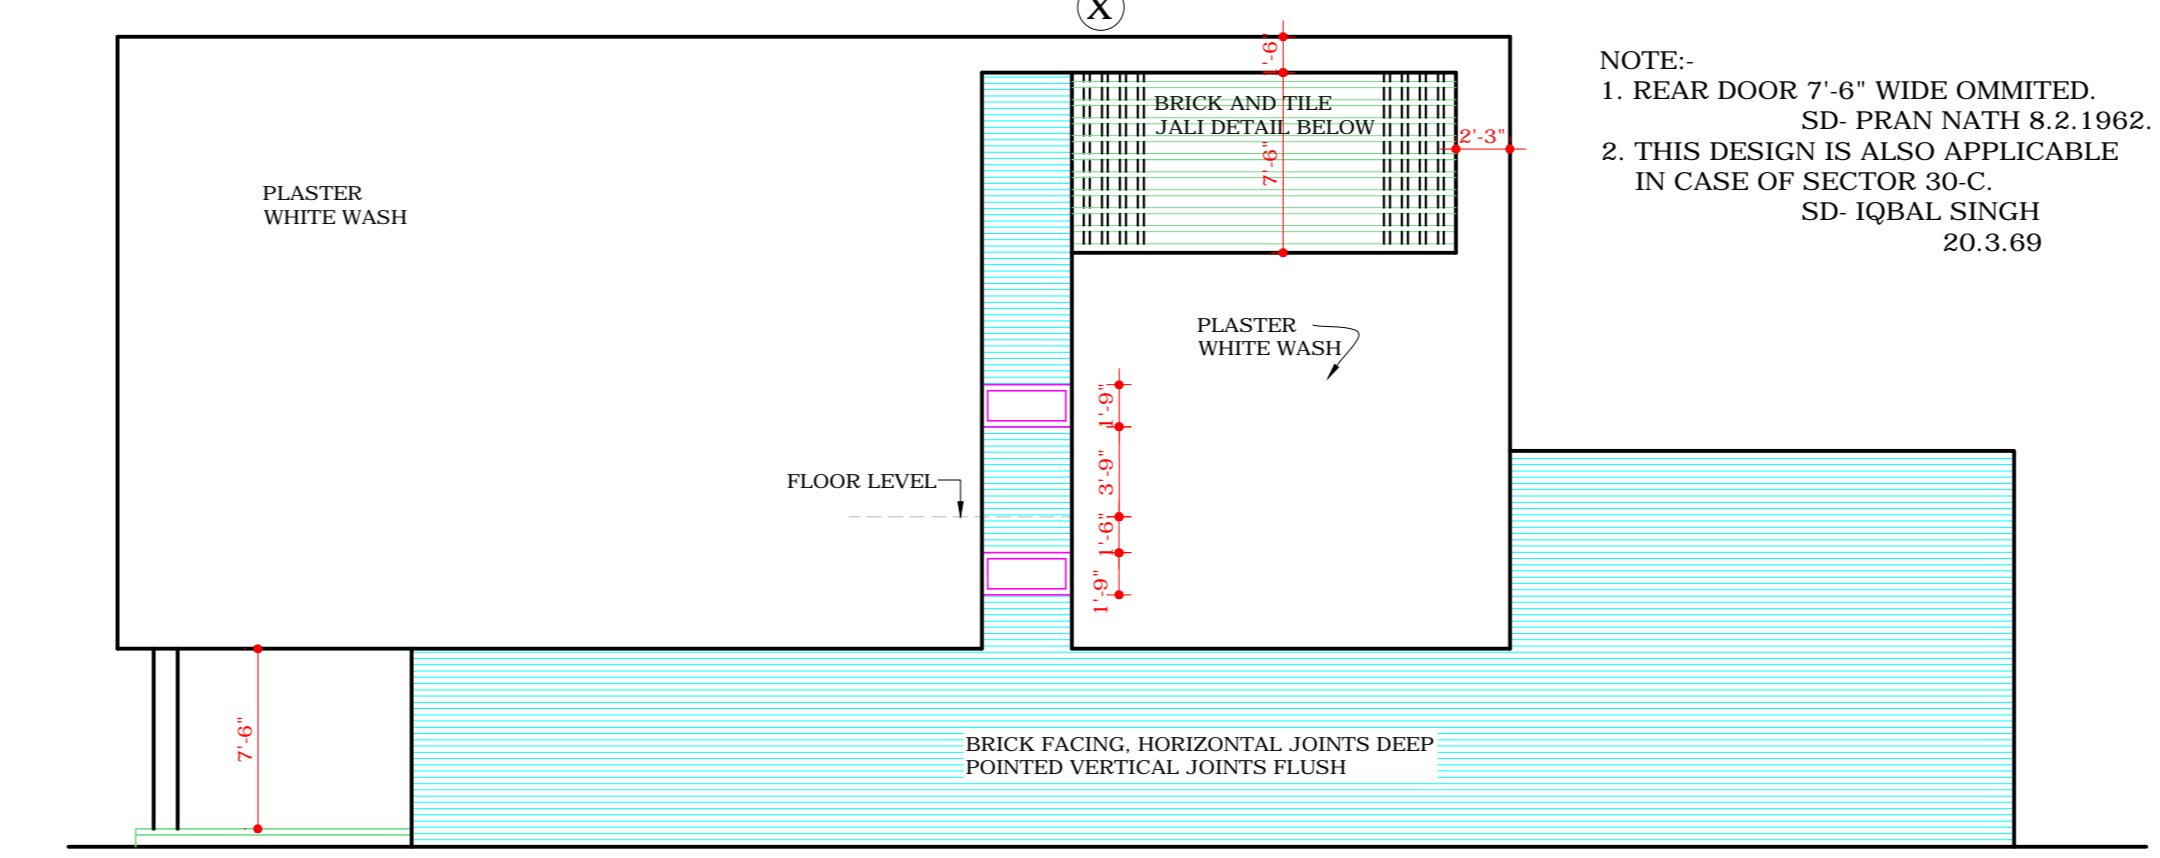 X
NOTE:-
1. REAR DOOR 7'-6" WIDE OMMITED.
SD- PRAN NATH 8.2.1962.
2. THIS DESIGN IS ALSO APPLICABLE
IN CASE OF SECTOR 30-C.
SD- IQBAL SINGH
20.3.69
BRICK AND TILE
JALI DETAIL BELOW
7'-6"
2'-3"
PLASTER
WHITE WASH
PLASTER
WHITE WASH
1'-9"
3'-9"
1'-6"
1'-9"
FLOOR LEVEL
7'-6"
BRICK FACING, HORIZONTAL JOINTS DEEP
POINTED VERTICAL JOINTS FLUSH